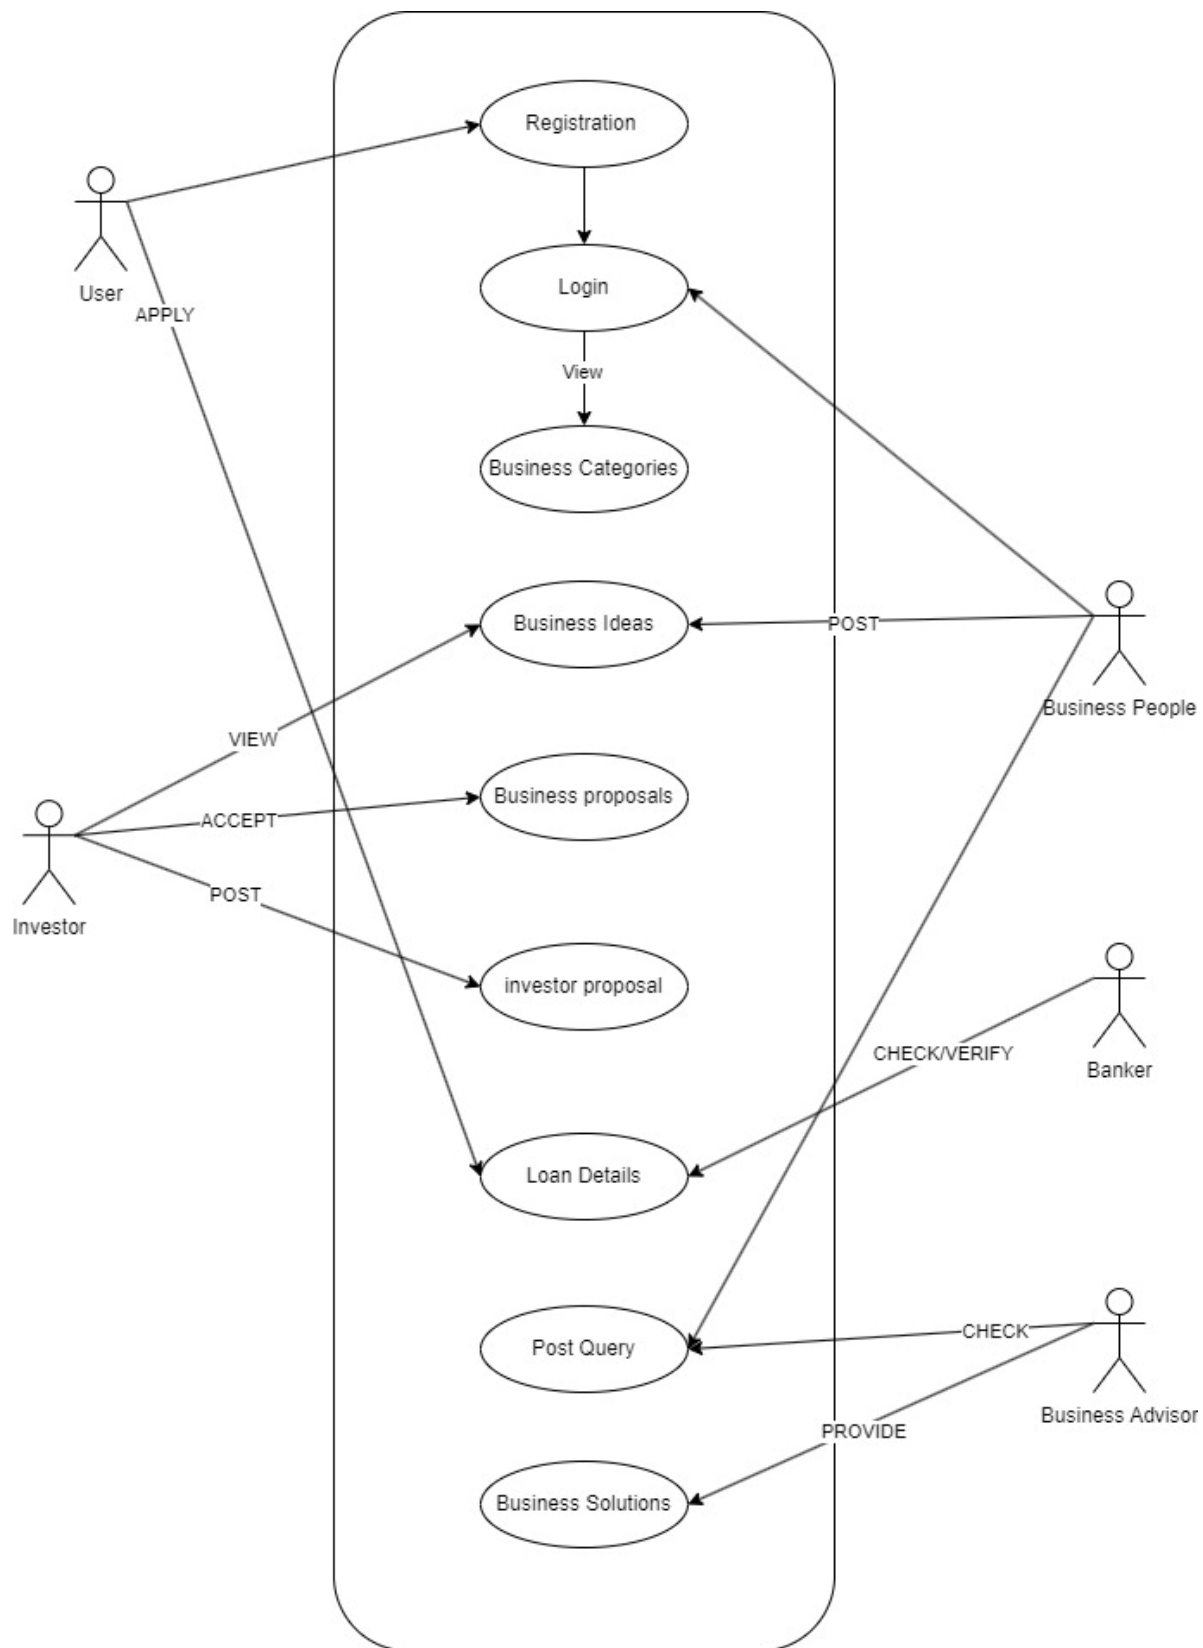 Registration
User
APPLY
Login
View
Business Categories
Business Ideas
POST
Business People
VIEW
Business proposals
ACCEPT
POST
Investor
investor proposal
CHECK/VERIFY
Banker
Loan Details
CHECK
Post Query
Business Advisor
PROVIDE
Business Solutions